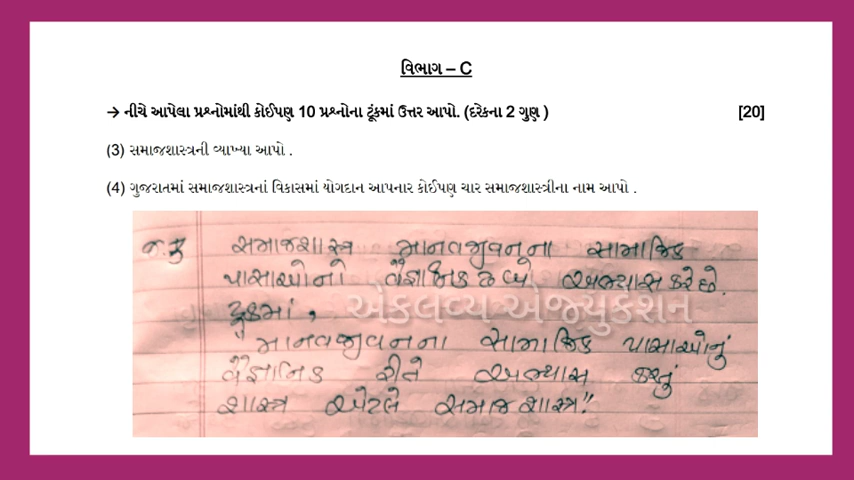 વિભાગ – C
→ નીચે આપેલા પ્રશ્નોમાંથી કોઈપણ 10 પ્રશ્નોના ટૂંકમાં ઉત્તર આપો. (દરેકના 2 ગુણ ) [20]
(3) સમાજશાસ્ત્રની વ્યાખ્યા આપો .
(4) ગુજરાતમાં સમાજશાસ્ત્રનાં વિકાસમાં યોગદાન આપનાર કોઈપણ ચાર સમાજશાસ્ત્રીના નામ આપો .
જ.3 સમાજશાસ્ત્ર માનવજીવનના સામાજિક
પાસાઓનો વૈજ્ઞાનિક અભ્યાસ કરે છે.
ટૂંકમાં,
એકલવ્ય એજ્યુકેશન
"માનવજીવનના સામાજિક પાસાઓનું
વૈજ્ઞાનિક રીતે અભ્યાસ કરતું
શાસ્ત્ર એટલે સમાજશાસ્ત્ર."